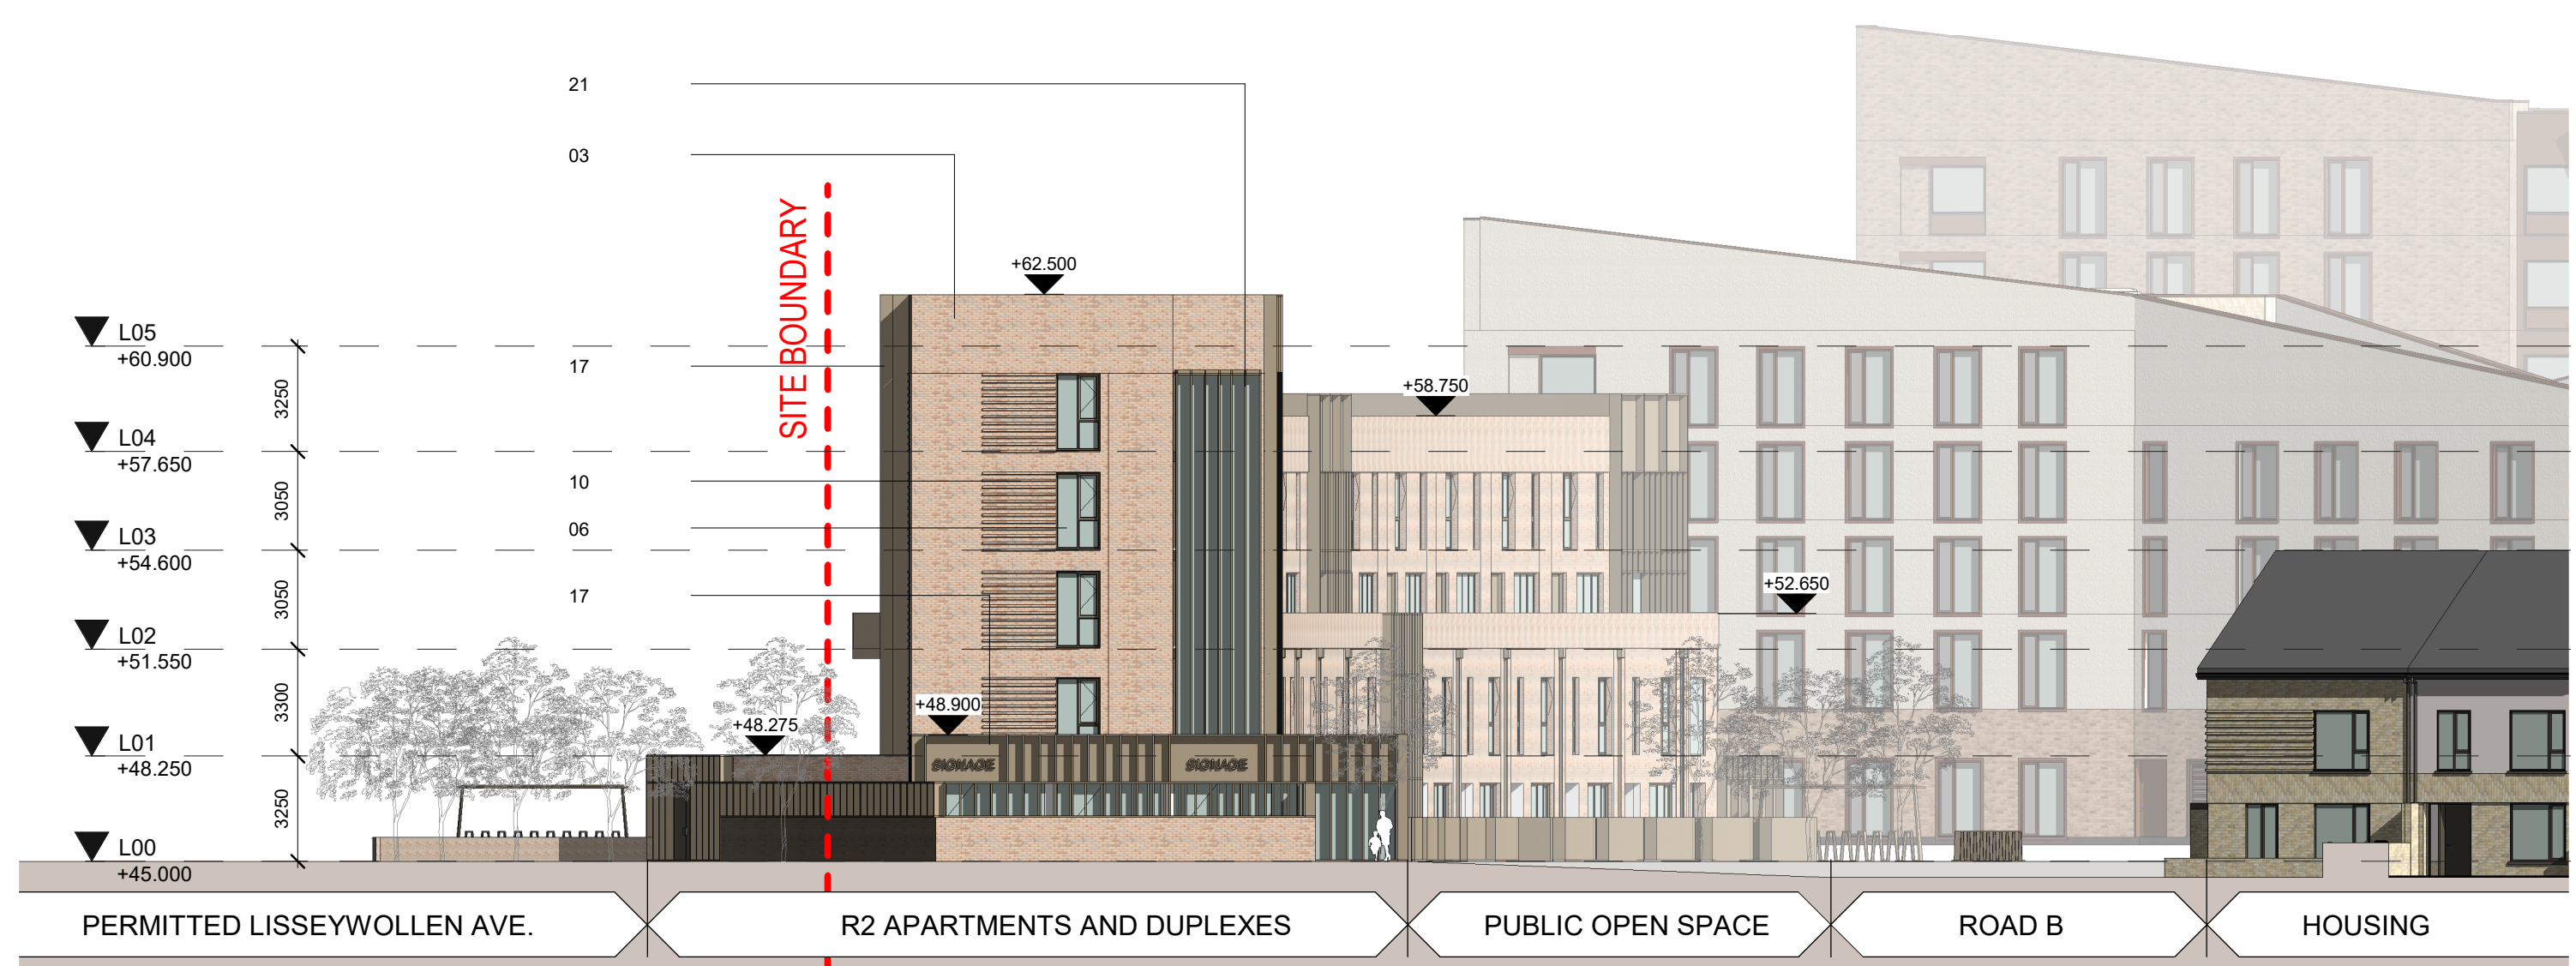 21
03
SITE BOUNDARY
+62.500
L05
+60.900
17
+58.750
3250
L04
+57.650
10
3050
06
L03
+54.600
+52.650
17
3050
L02
+51.550
3300
+48.900
+48.275
L01
+48.250
SIGNAGE
SIGNAGE
3250
L00
+45.000
PERMITTED LISSEYWOLLEN AVE.
R2 APARTMENTS AND DUPLEXES
PUBLIC OPEN SPACE
ROAD B
HOUSING